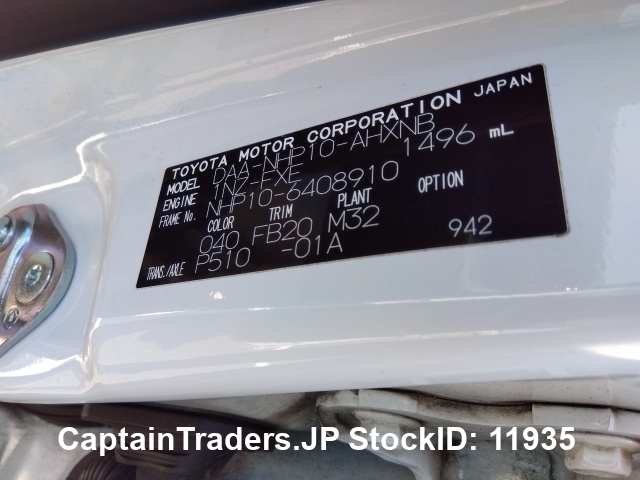 TOYOTA MOTOR CORPORATION JAPAN
MODEL DAA-NHP10-AHXNB
ENGINE 1NZ-FXE 1496 mL
FRAME No. NHP10-6408910
COLOR TRIM PLANT OPTION
040 FB20 M32
TRANS./AXLE P510 -01A 942
CaptainTraders.JP StockID: 11935